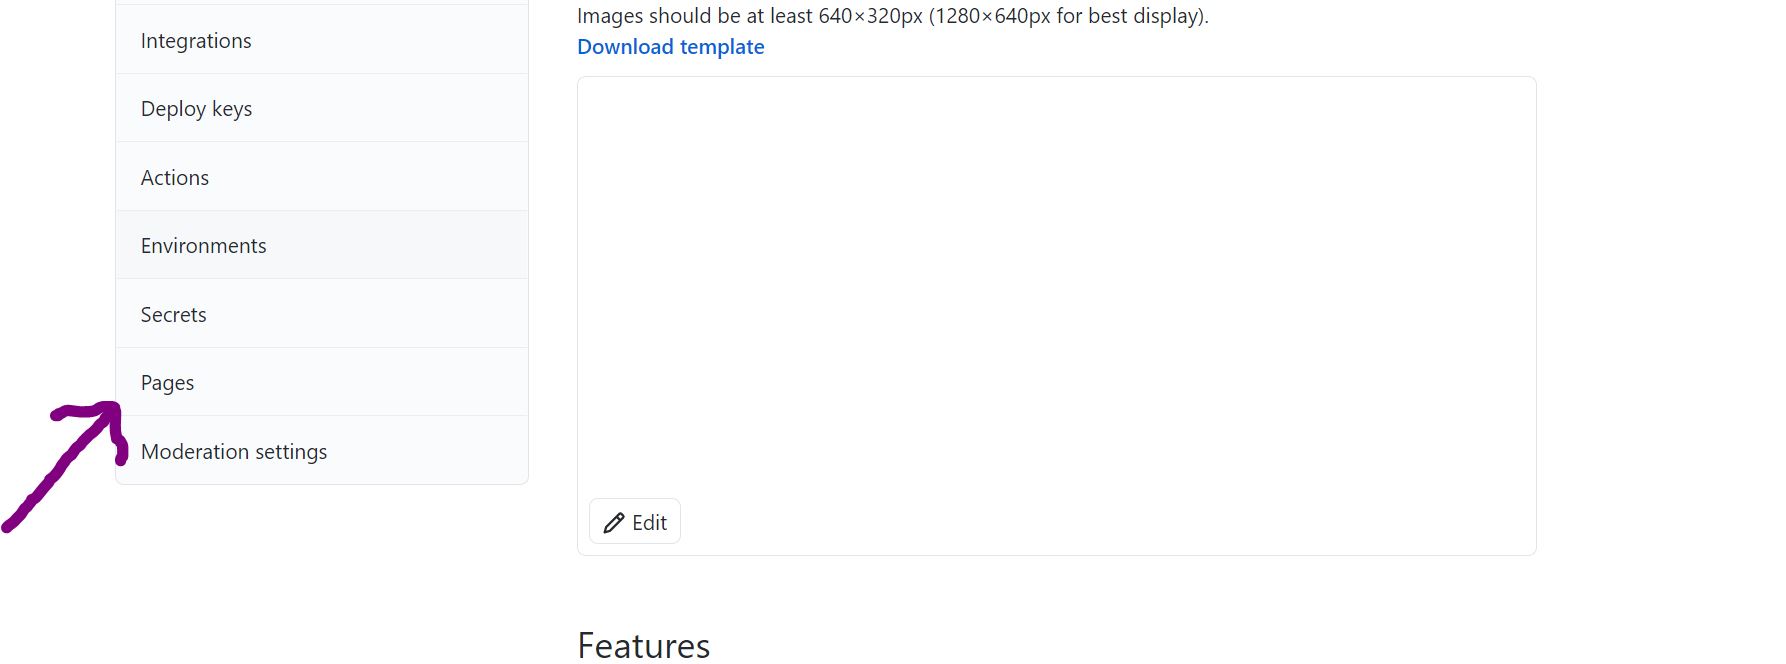 Integrations
Deploy keys
Actions
Environments
Secrets
Pages
Moderation settings
Images should be at least 640×320px (1280×640px for best display).
Download template
Edit
Features